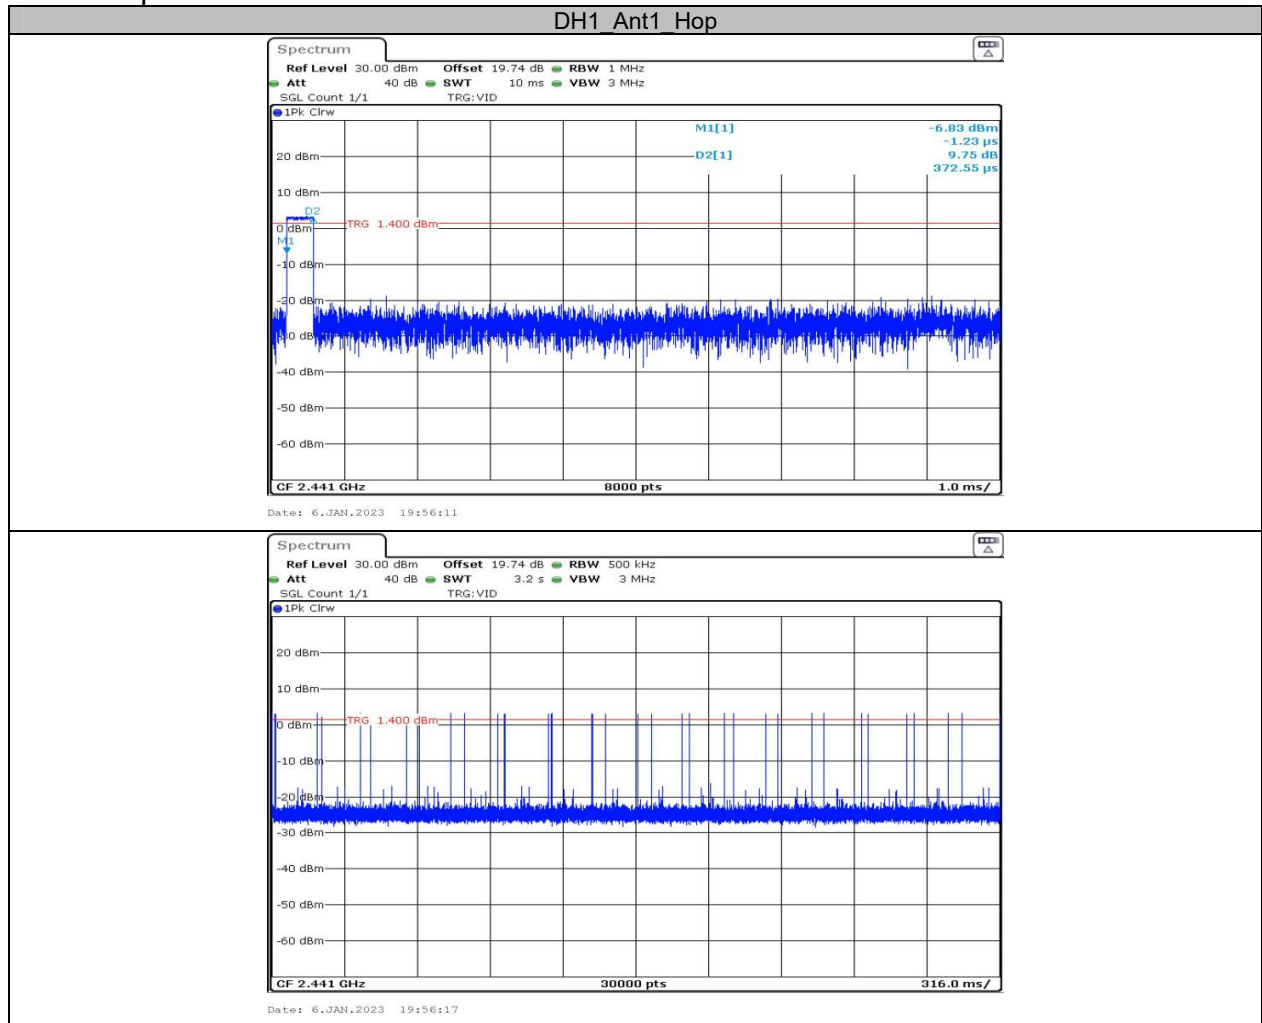 DH1_Ant1_Hop
Spectrum
Ref Level 30.00 dBm Offset 19.74 dB RBW 1 MHz
Att 40 dB SWT 10 ms VBW 3 MHz
SGL Count 1/1 TRG:VID
1Pk Clrw
M1[1] -6.83 dBm
-1.23 µs
20 dBm D2[1] 9.75 dB
372.55 µs
10 dBm
D2
0 dBm TRG 1.400 dBm
M1
-10 dBm
-20 dBm
-30 dBm
-40 dBm
-50 dBm
-60 dBm
CF 2.441 GHz 8000 pts 1.0 ms/
Date: 6.JAN.2023 19:56:11
Spectrum
Ref Level 30.00 dBm Offset 19.74 dB RBW 500 kHz
Att 40 dB SWT 3.2 s VBW 3 MHz
SGL Count 1/1 TRG:VID
1Pk Clrw
20 dBm
10 dBm
0 dBm TRG 1.400 dBm
-10 dBm
-20 dBm
-30 dBm
-40 dBm
-50 dBm
-60 dBm
CF 2.441 GHz 30000 pts 316.0 ms/
Date: 6.JAN.2023 19:56:17